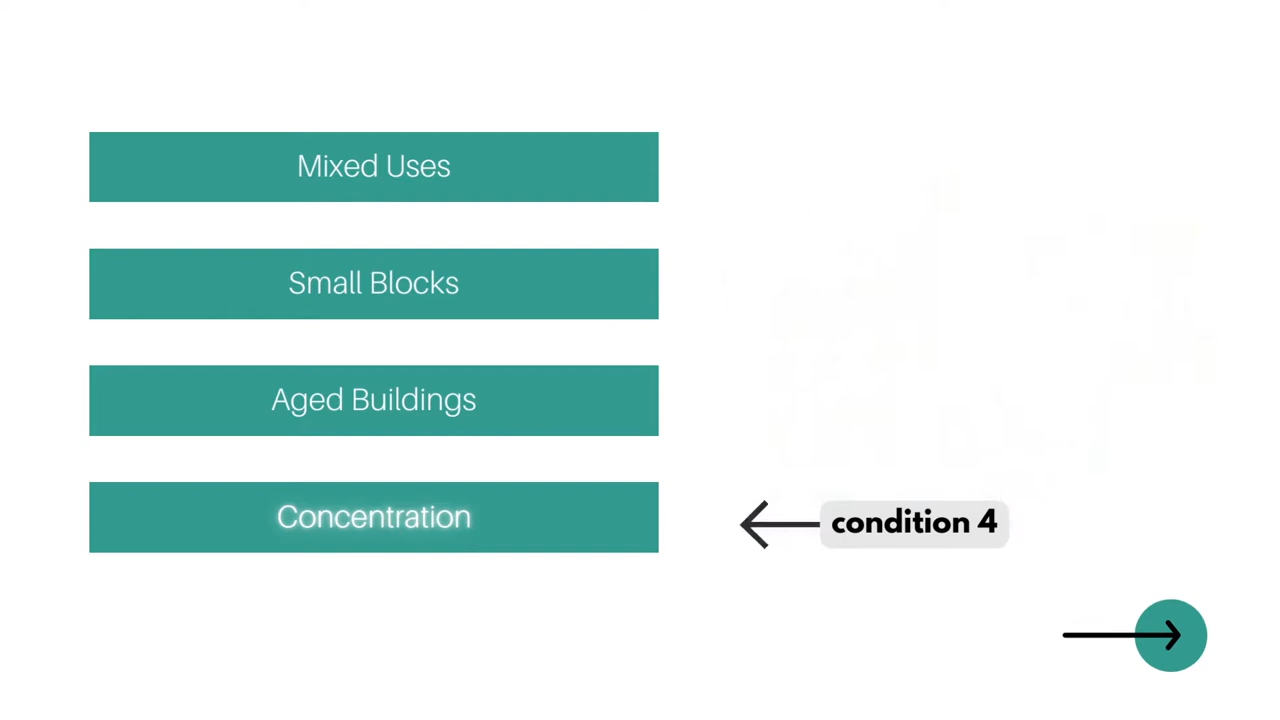 Mixed Uses
Small Blocks
Aged Buildings
Concentration
condition 4